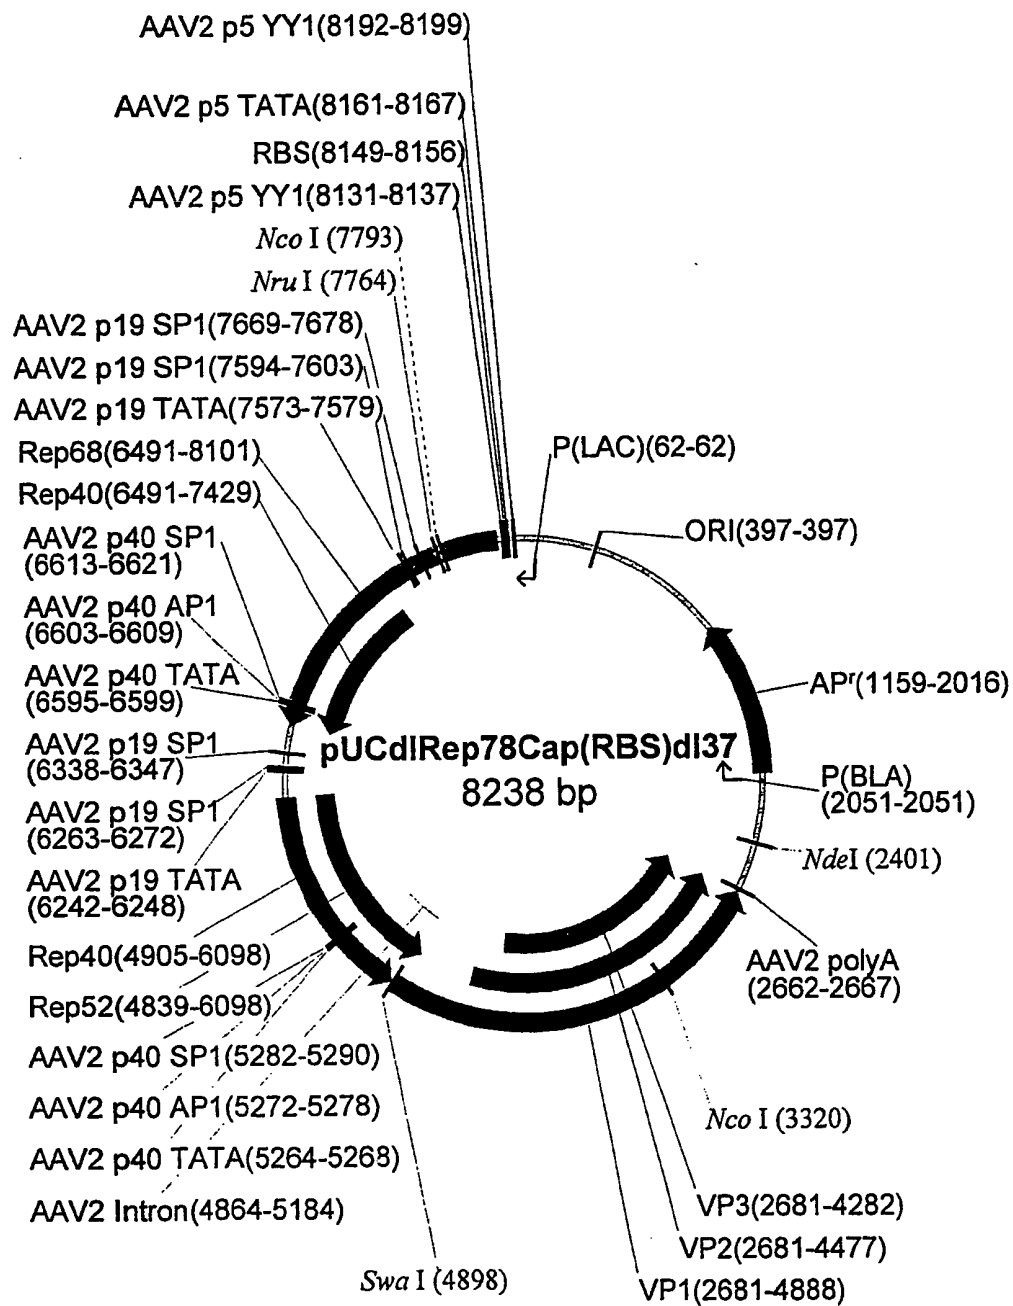 AAV2 p5 YY1(8192-8199)
AAV2 p5 TATA(8161-8167)
RBS(8149-8156)
AAV2 p5 YY1(8131-8137)
Nco I (7793)
Nru I (7764)
AAV2 p19 SP1(7669-7678)
AAV2 p19 SP1(7594-7603)
AAV2 p19 TATA(7573-7579)
Rep68(6491-8101)
Rep40(6491-7429)
AAV2 p40 SP1
(6613-6621)
AAV2 p40 AP1
(6603-6609)
AAV2 p40 TATA
(6595-6599)
AAV2 p19 SP1
(6338-6347)
AAV2 p19 SP1
(6263-6272)
AAV2 p19 TATA
(6242-6248)
Rep40(4905-6098)
Rep52(4839-6098)
AAV2 p40 SP1(5282-5290)
AAV2 p40 AP1(5272-5278)
AAV2 p40 TATA(5264-5268)
AAV2 Intron(4864-5184)
Swa I (4898)
P(LAC)(62-62)
ORI(397-397)
APʳ(1159-2016)
pUCdlRep78Cap(RBS)dl37
8238 bp
P(BLA)
(2051-2051)
NdeI (2401)
AAV2 polyA
(2662-2667)
Nco I (3320)
VP3(2681-4282)
VP2(2681-4477)
VP1(2681-4888)